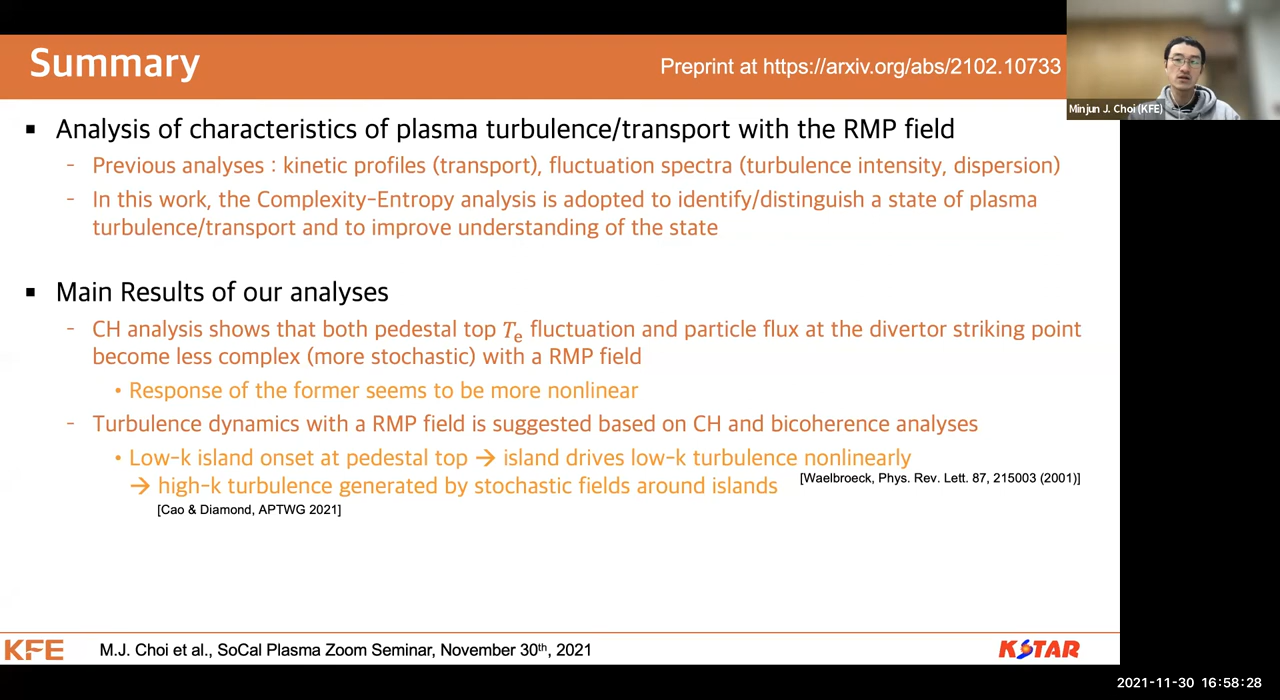 Summary
Preprint at https://arxiv.org/abs/2102.10733
Minjun J. Choi (KFE)
▪ Analysis of characteristics of plasma turbulence/transport with the RMP field
- Previous analyses : kinetic profiles (transport), fluctuation spectra (turbulence intensity, dispersion)
- In this work, the Complexity-Entropy analysis is adopted to identify/distinguish a state of plasma
turbulence/transport and to improve understanding of the state
▪ Main Results of our analyses
- CH analysis shows that both pedestal top Te fluctuation and particle flux at the divertor striking point
become less complex (more stochastic) with a RMP field
• Response of the former seems to be more nonlinear
- Turbulence dynamics with a RMP field is suggested based on CH and bicoherence analyses
• Low-k island onset at pedestal top → island drives low-k turbulence nonlinearly
→ high-k turbulence generated by stochastic fields around islands
[Waelbroeck, Phys. Rev. Lett. 87, 215003 (2001)]
[Cao & Diamond, APTWG 2021]
KFE
M.J. Choi et al., SoCal Plasma Zoom Seminar, November 30th, 2021
KSTAR
2021-11-30 16:58:28